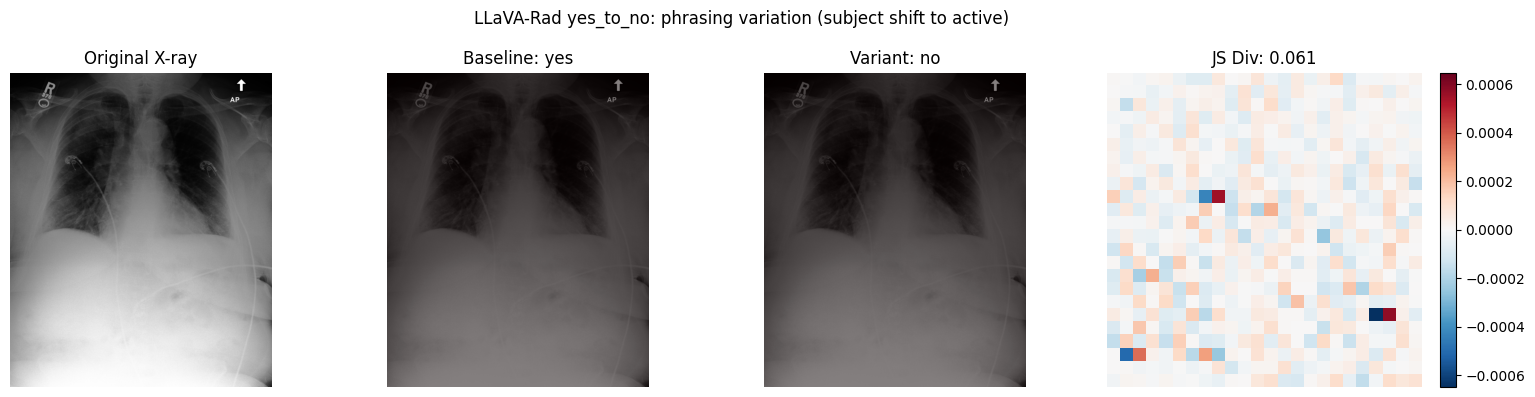 LLaVA-Rad yes_to_no: phrasing variation (subject shift to active)
Original X-ray
Baseline: yes
Variant: no
JS Div: 0.061
R
AP
R
AP
R
AP
0.0006
0.0004
0.0002
0.0000
−0.0002
−0.0004
−0.0006